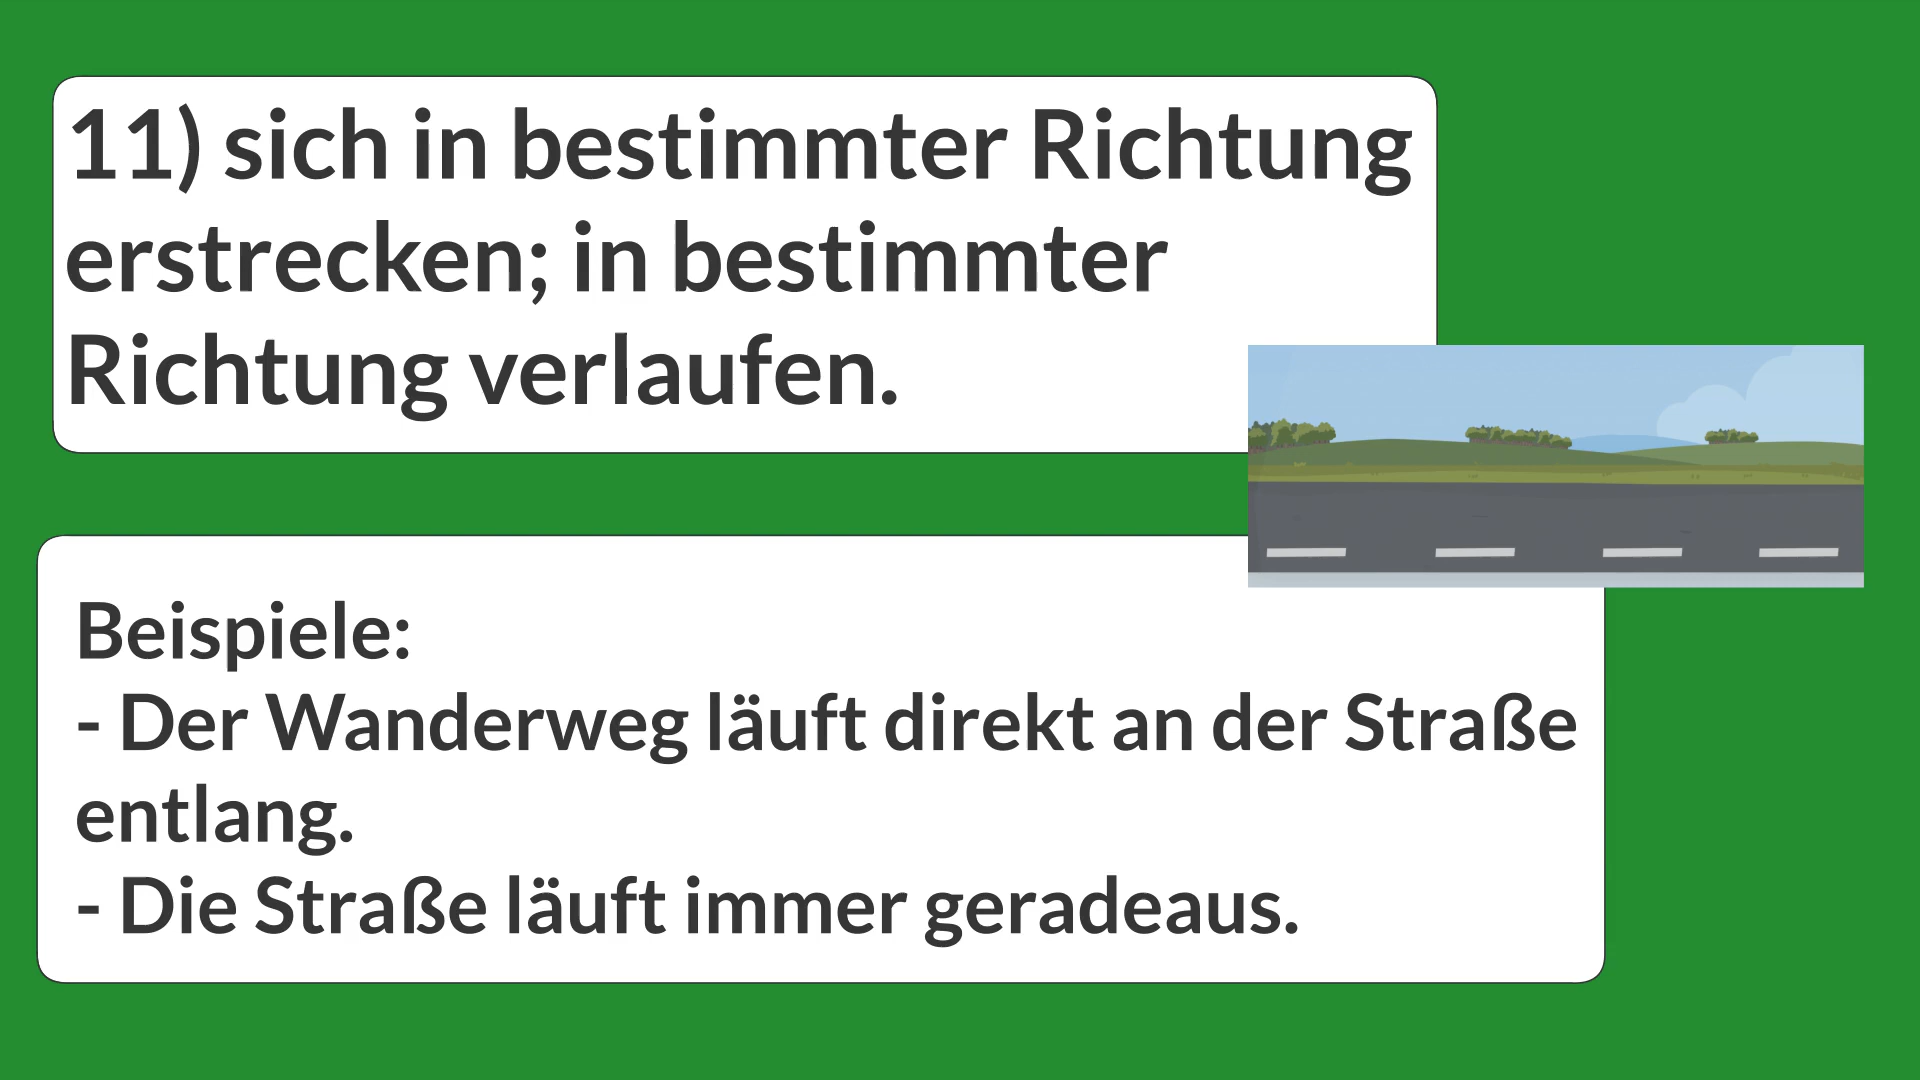 11) sich in bestimmter Richtung
erstrecken; in bestimmter
Richtung verlaufen.
Beispiele:
- Der Wanderweg läuft direkt an der Straße
entlang.
- Die Straße läuft immer geradeaus.